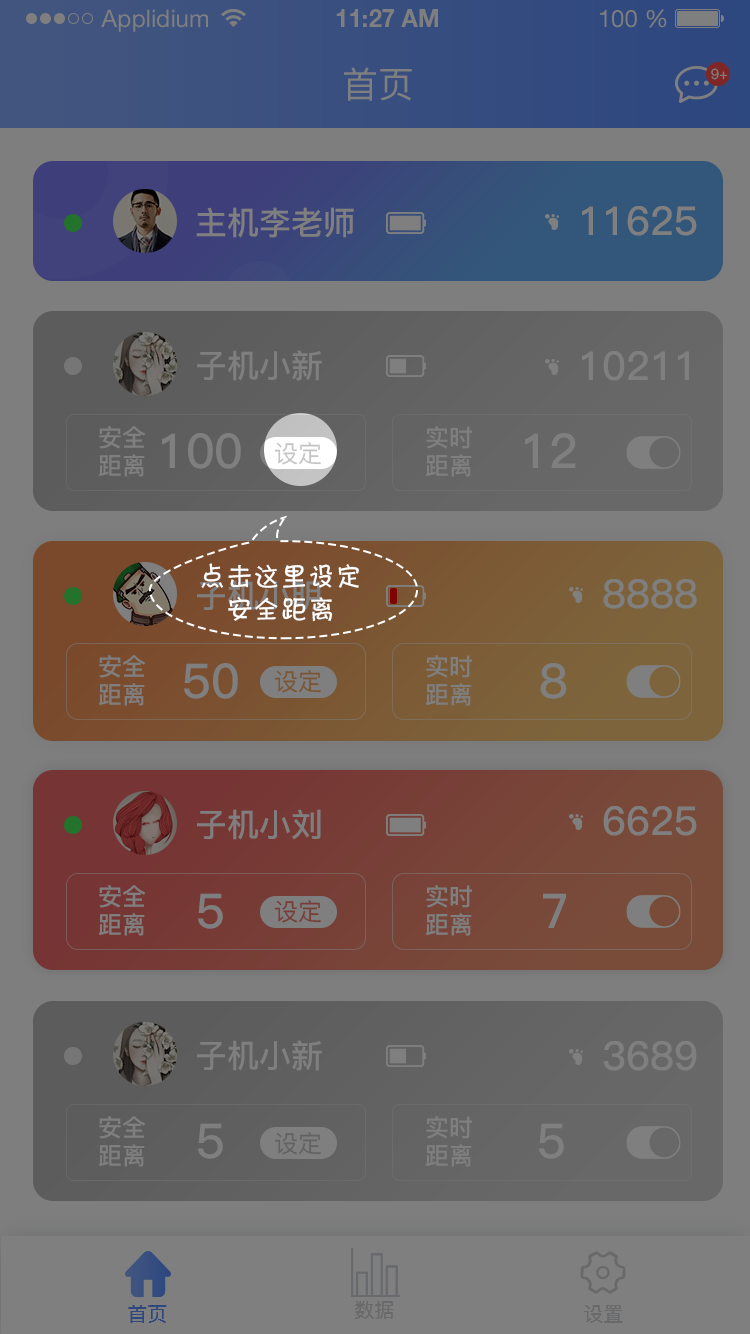 Applidium 11:27 AM 100 %
首页 9+
主机李老师 11625
子机小新 10211
安全距离 100 设定 实时距离 12
点击这里设定
安全距离
子机小明 8888
安全距离 50 设定 实时距离 8
子机小刘 6625
安全距离 5 设定 实时距离 7
子机小新 3689
安全距离 5 设定 实时距离 5
首页 数据 设置